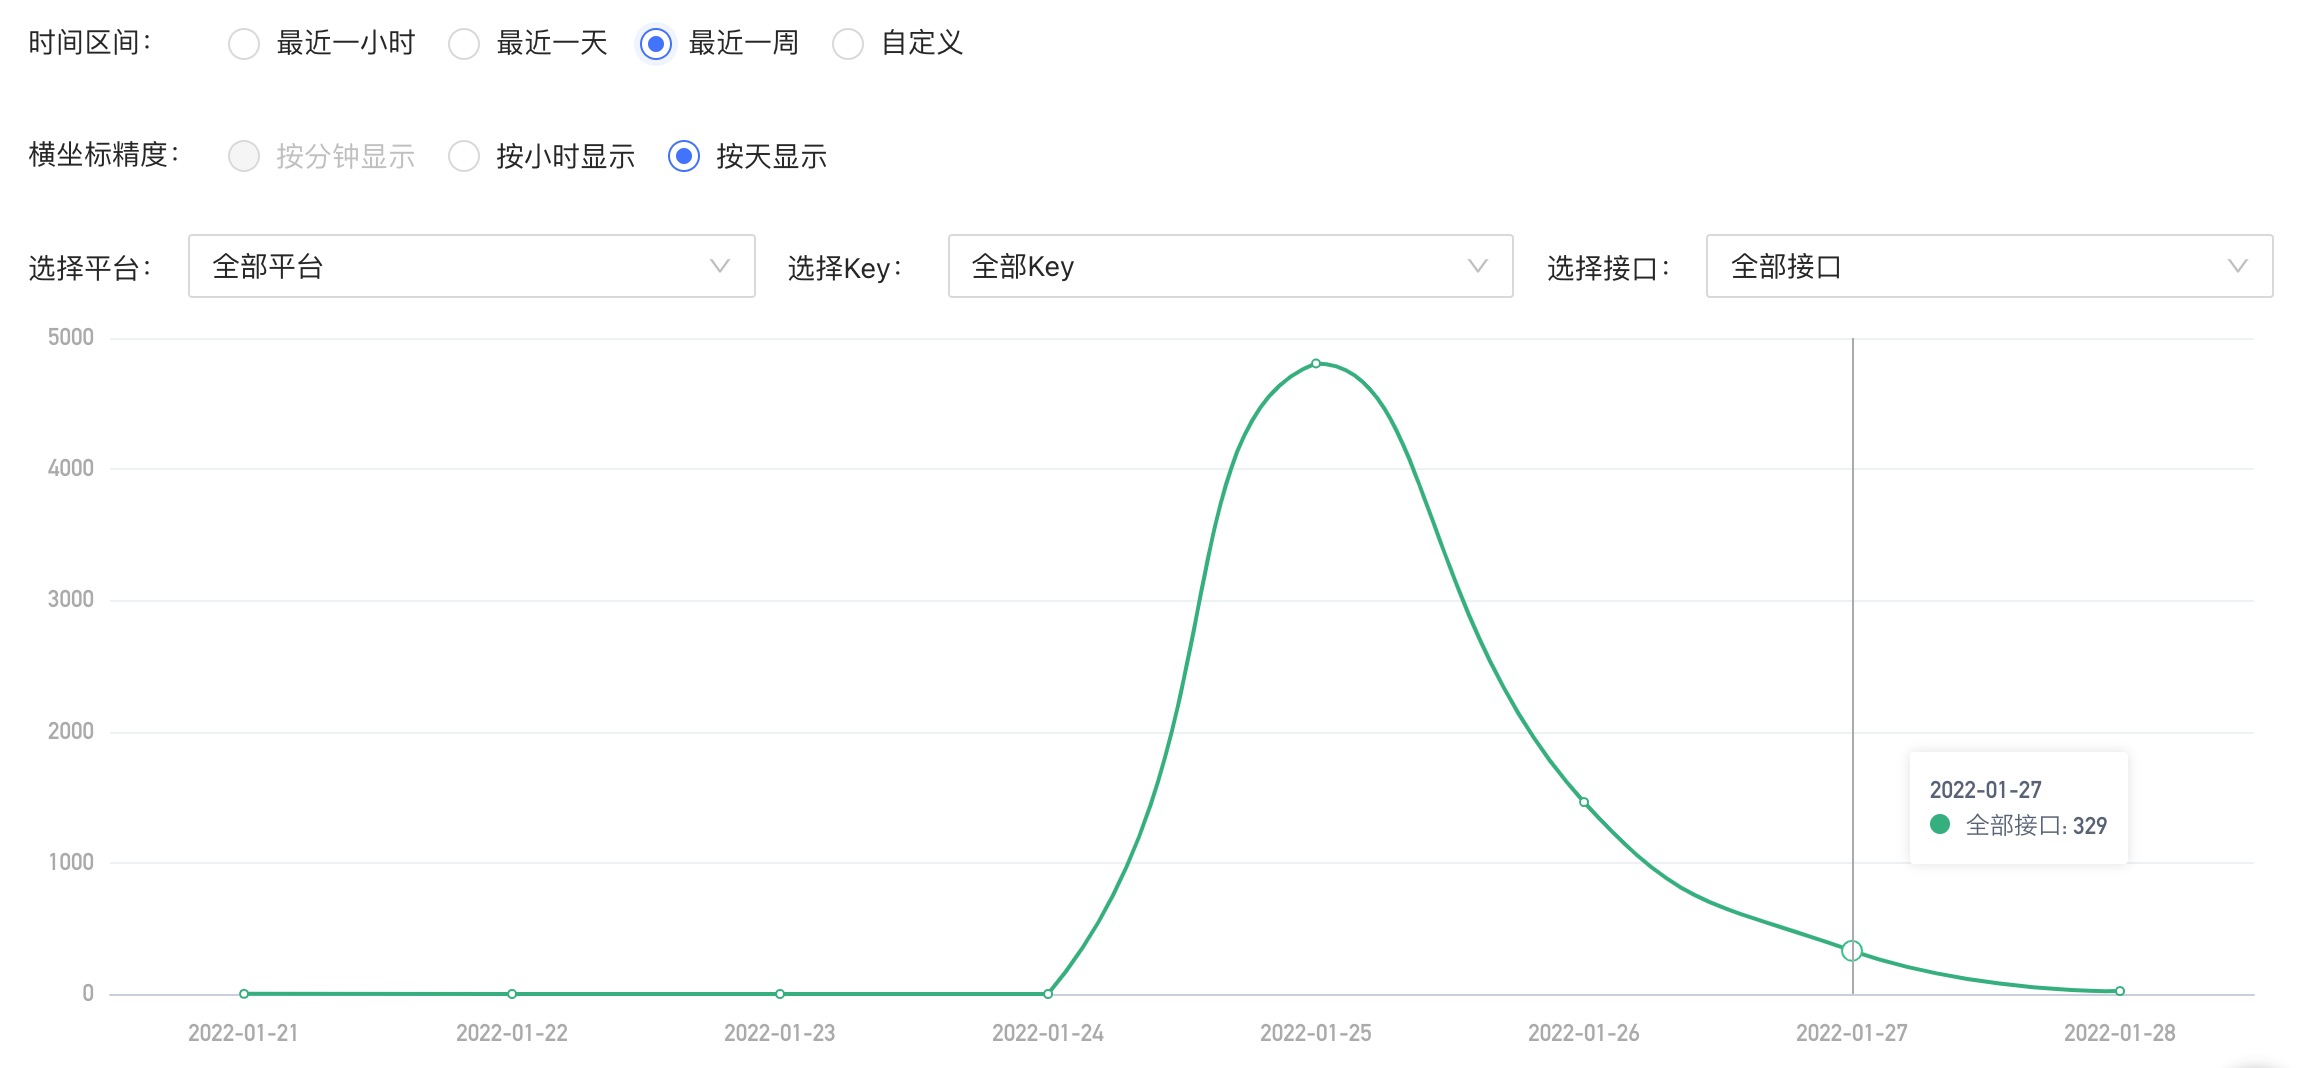 时间区间： 最近一小时 最近一天 最近一周 自定义
横坐标精度： 按分钟显示 按小时显示 按天显示
选择平台： 全部平台 选择Key： 全部Key 选择接口： 全部接口
5000
4000
3000
2000
2022-01-27
全部接口: 329
1000
0
2022-01-21 2022-01-22 2022-01-23 2022-01-24 2022-01-25 2022-01-26 2022-01-27 2022-01-28